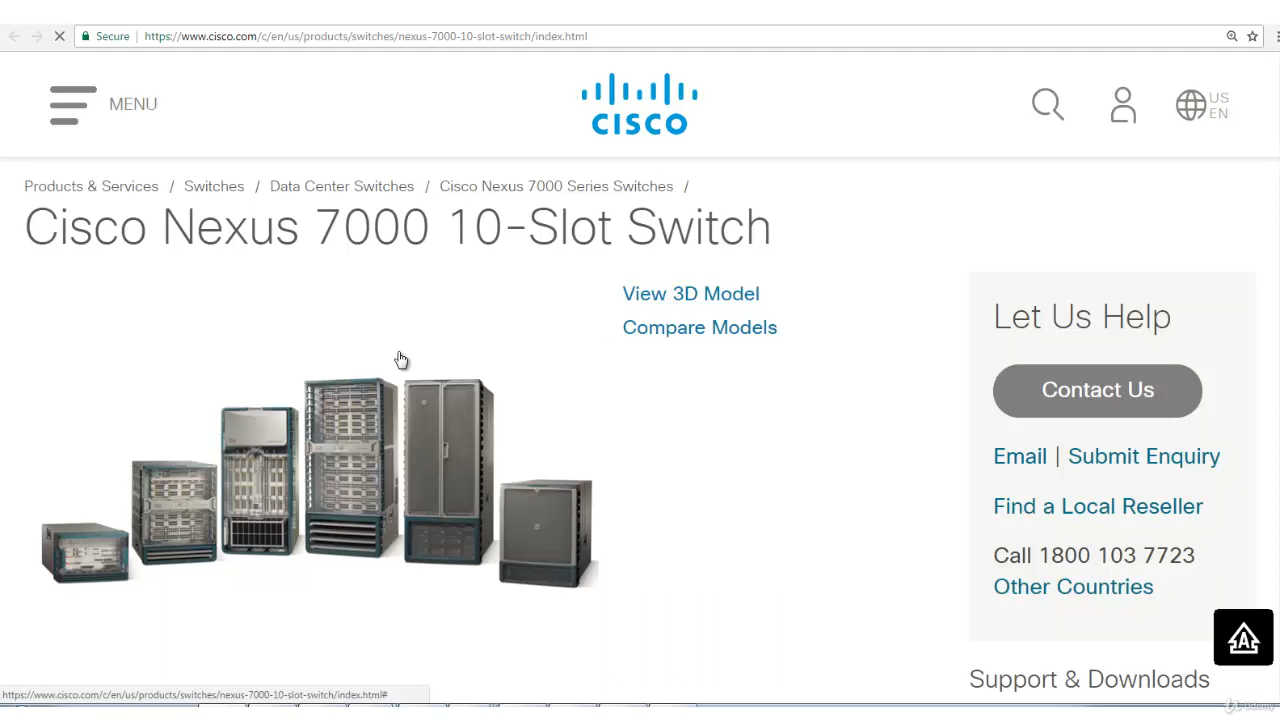 Secure
https://www.cisco.com/c/en/us/products/switches/nexus-7000-10-slot-switch/index.html
MENU
CISCO
US
EN
Products & Services / Switches / Data Center Switches / Cisco Nexus 7000 Series Switches /
Cisco Nexus 7000 10-Slot Switch
View 3D Model
Compare Models
Let Us Help
Contact Us
Email | Submit Enquiry
Find a Local Reseller
Call 1800 103 7723
Other Countries
Support & Downloads
https://www.cisco.com/c/en/us/products/switches/nexus-7000-10-slot-switch/index.html#
Udemy